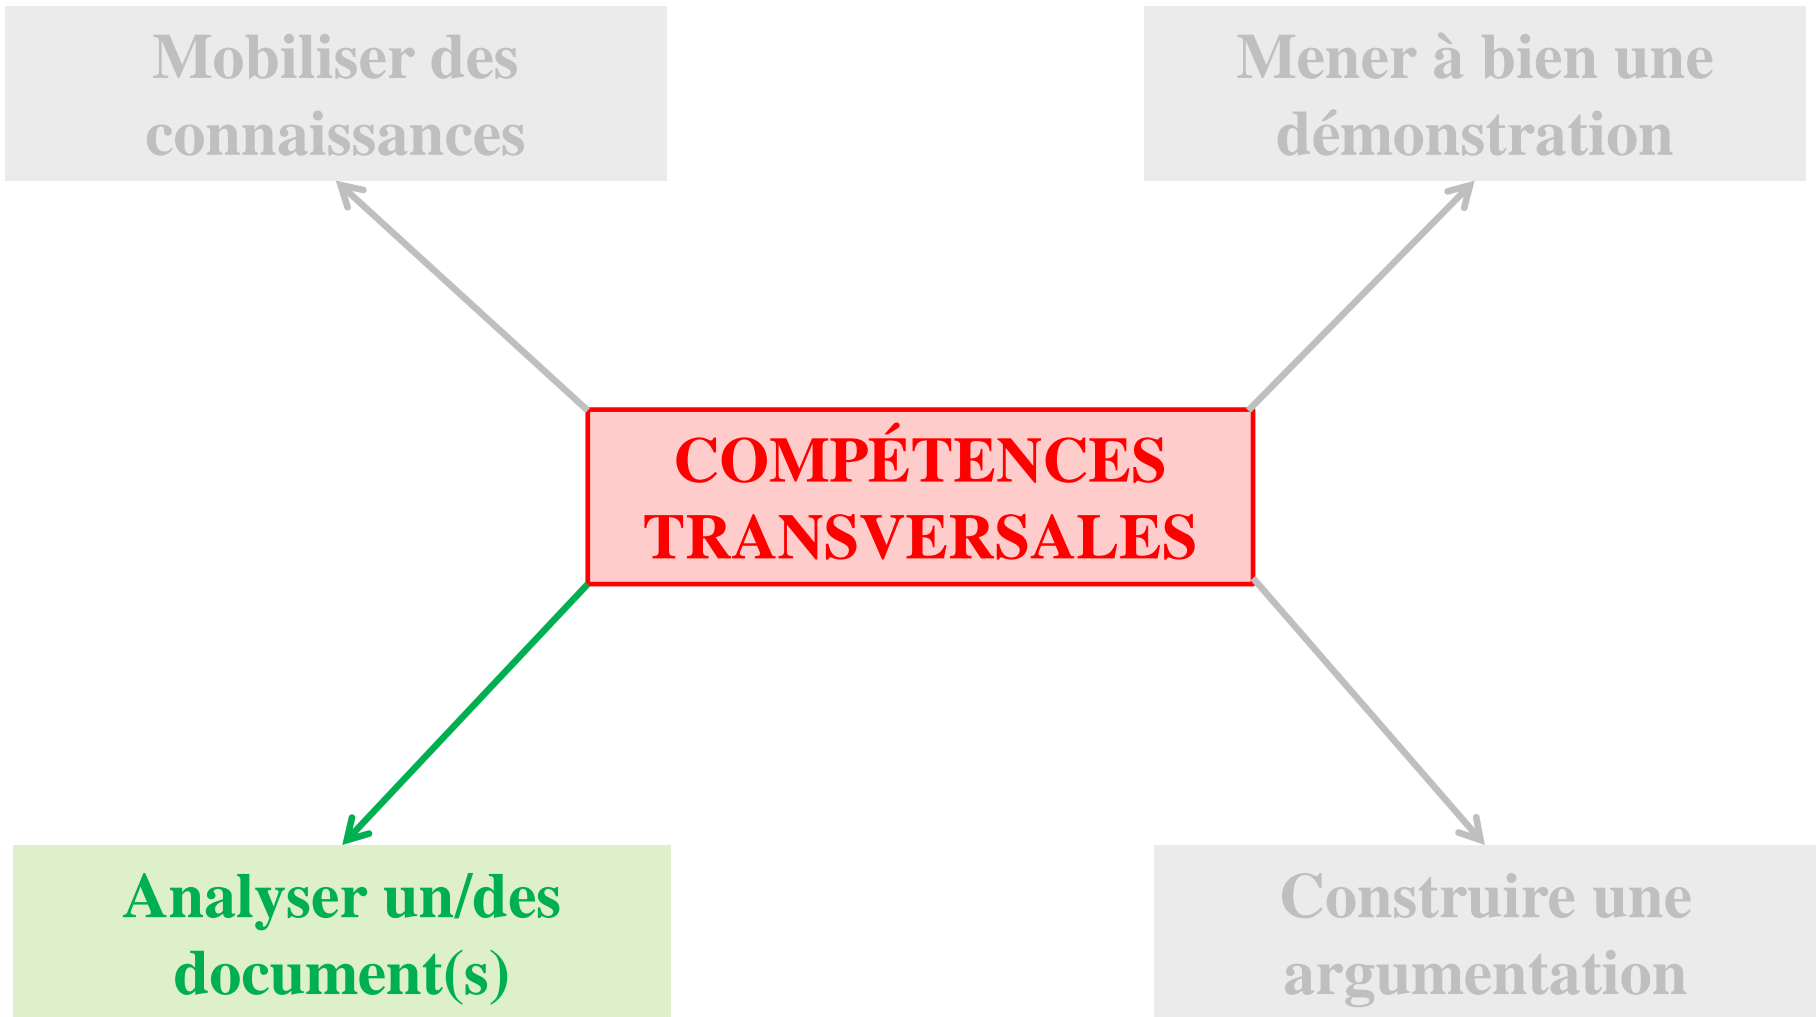 Mobiliser des
connaissances
Mener à bien une
démonstration
COMPÉTENCES
TRANSVERSALES
Analyser un/des
document(s)
Construire une
argumentation